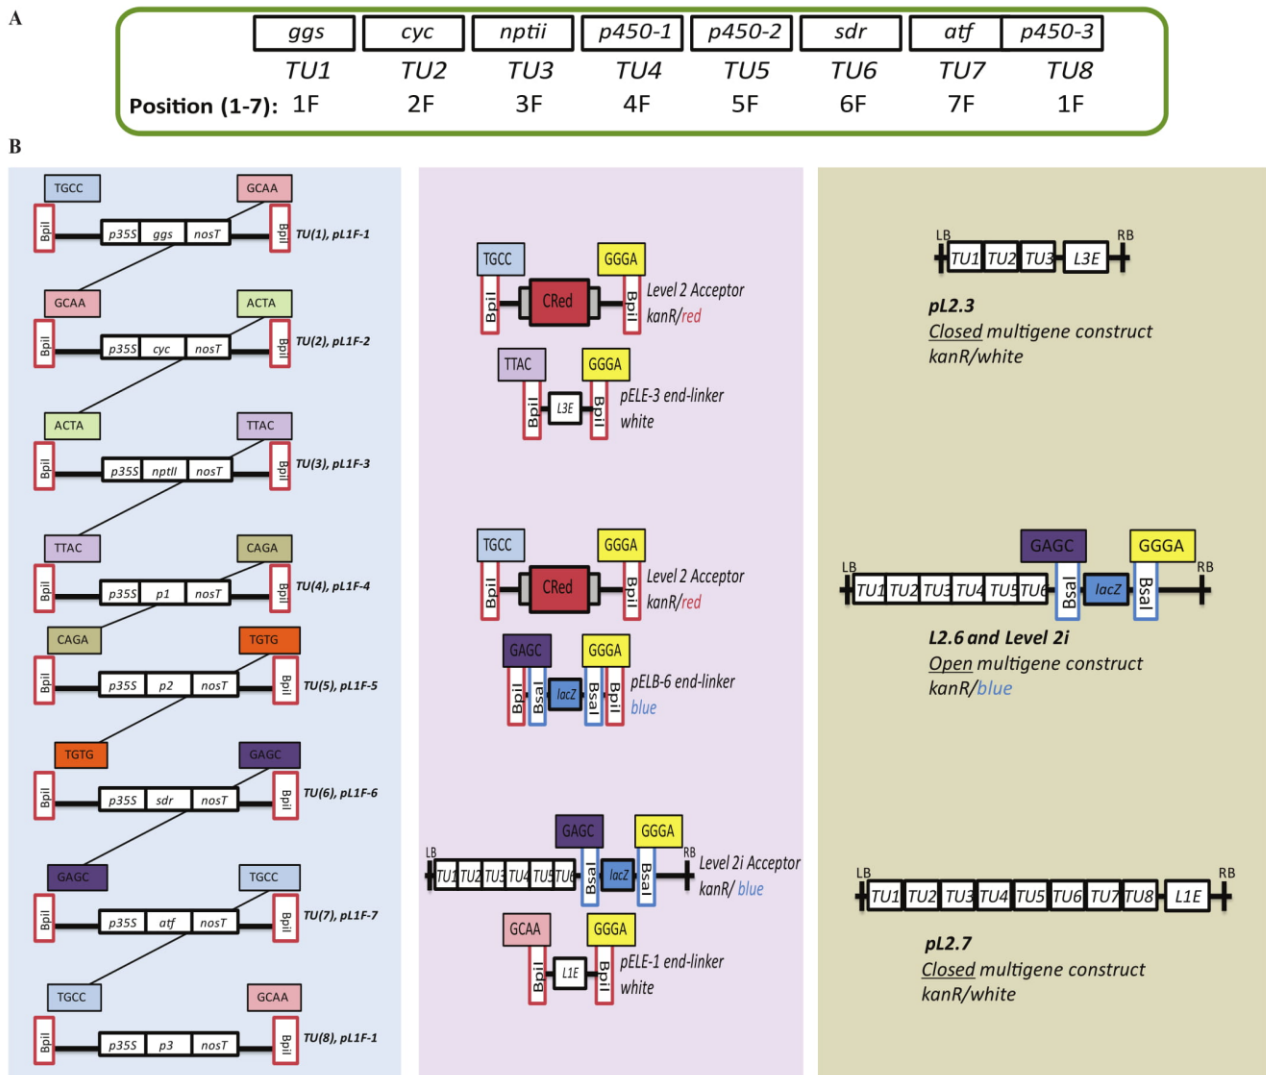 A
ggs cyc nptii p450-1 p450-2 sdr atf p450-3
TU1 TU2 TU3 TU4 TU5 TU6 TU7 TU8
Position (1-7): 1F 2F 3F 4F 5F 6F 7F 1F
B
TGCC GCAA
BpiI p35S ggs nosT BpiI TU(1), pL1F-1
GCAA ACTA
BpiI p35S cyc nosT BpiI TU(2), pL1F-2
ACTA TTAC
BpiI p35S nptII nosT BpiI TU(3), pL1F-3
TTAC CAGA
BpiI p35S p1 nosT BpiI TU(4), pL1F-4
CAGA TGTG
BpiI p35S p2 nosT BpiI TU(5), pL1F-5
TGTG GAGC
BpiI p35S sdr nosT BpiI TU(6), pL1F-6
GAGC TGCC
BpiI p35S atf nosT BpiI TU(7), pL1F-7
TGCC GCAA
BpiI p35S p3 nosT BpiI TU(8), pL1F-1
TGCC GGGA
BpiI CRed BpiI Level 2 Acceptor
kanR/red
TTAC GGGA
BpiI L3E BpiI pELE-3 end-linker
white
TGCC GGGA
BpiI CRed BpiI Level 2 Acceptor
kanR/red
GAGC GGGA
BpiI BsaI lacZ BsaI BpiI pELB-6 end-linker
blue
GAGC GGGA
LB RB
TU1 TU2 TU3 TU4 TU5 TU6 BsaI lacZ BsaI Level 2i Acceptor
kanR/ blue
GCAA GGGA
BpiI L1E BpiI pELE-1 end-linker
white
LB RB
TU1 TU2 TU3 L3E
pL2.3
Closed multigene construct
kanR/white
GAGC GGGA
LB RB
TU1 TU2 TU3 TU4 TU5 TU6 BsaI lacZ BsaI
L2.6 and Level 2i
Open multigene construct
kanR/blue
LB RB
TU1 TU2 TU3 TU4 TU5 TU6 TU7 TU8 L1E
pL2.7
Closed multigene construct
kanR/white